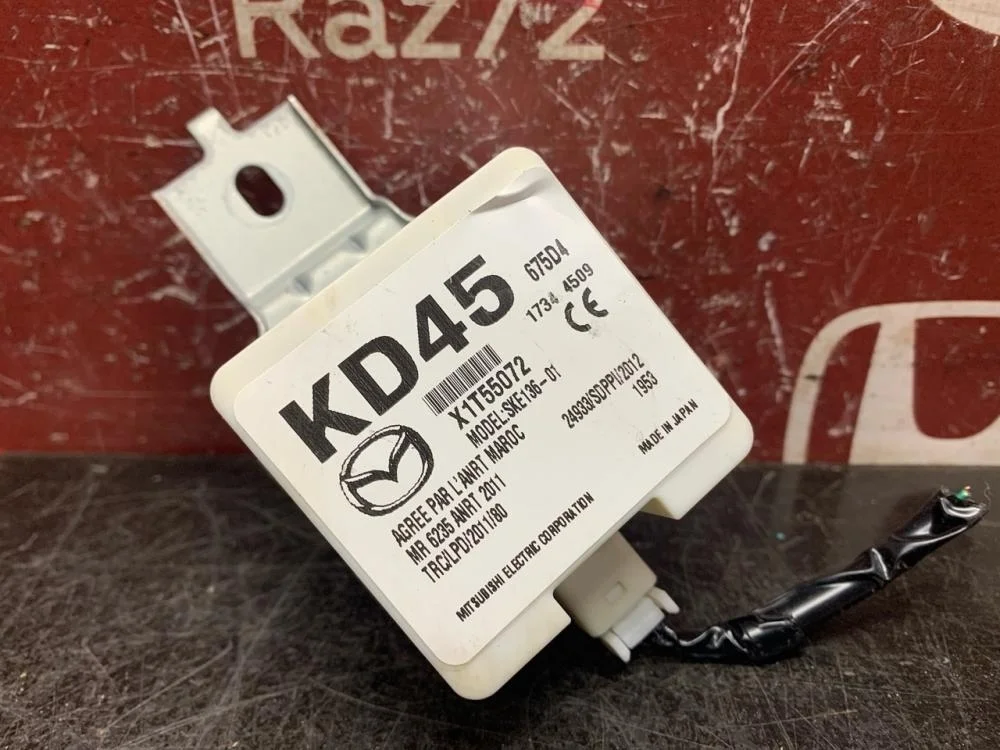 Raz72
KD45
675D4
1734 4509
CE
X1T55072
MODEL:SKE136-01
AGREE PAR L'ANRT MAROC
MR 6235 ANRT 2011
TRC/LPD/2011/80
24933/SDPPI/2012
1953
MADE IN JAPAN
MITSUBISHI ELECTRIC CORPORATION